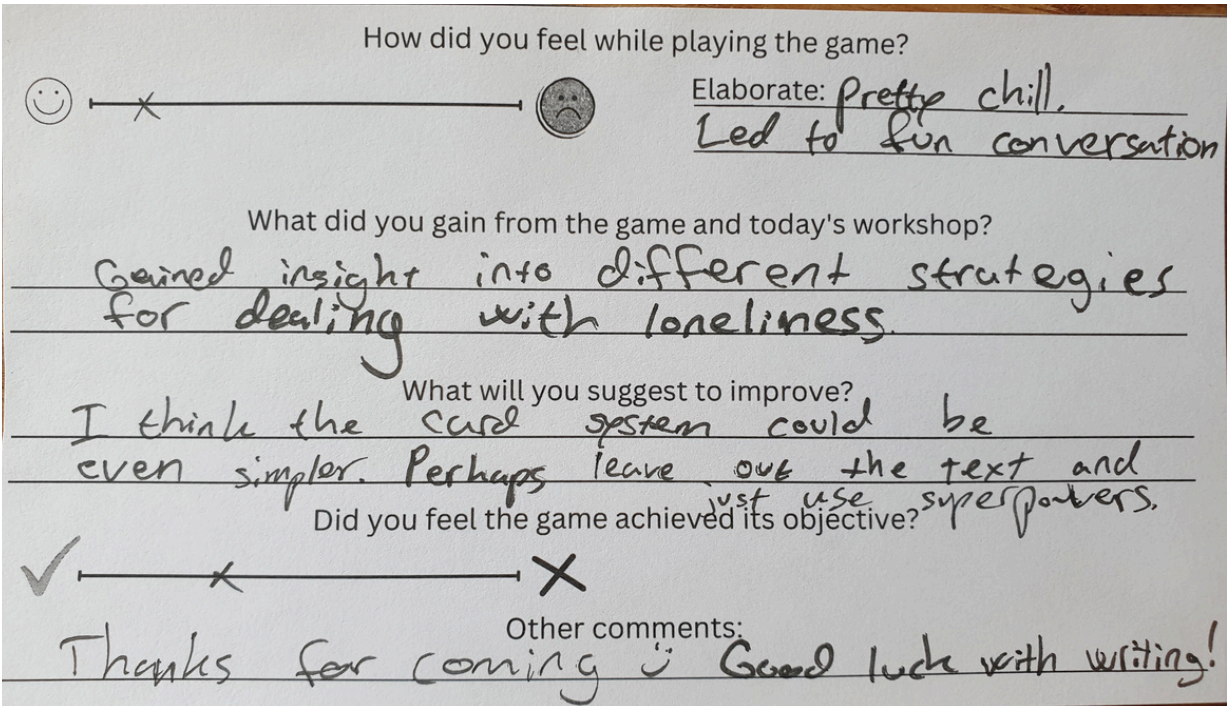 How did you feel while playing the game?
Elaborate: Pretty chill.
Led to fun conversation
What did you gain from the game and today's workshop?
Gained insight into different strategies
for dealing with loneliness.
What will you suggest to improve?
I think the card system could be
even simpler. Perhaps leave out the text and
just use superpowers.
Did you feel the game achieved its objective?
Other comments:
Thanks for coming :) Good luck with writing!